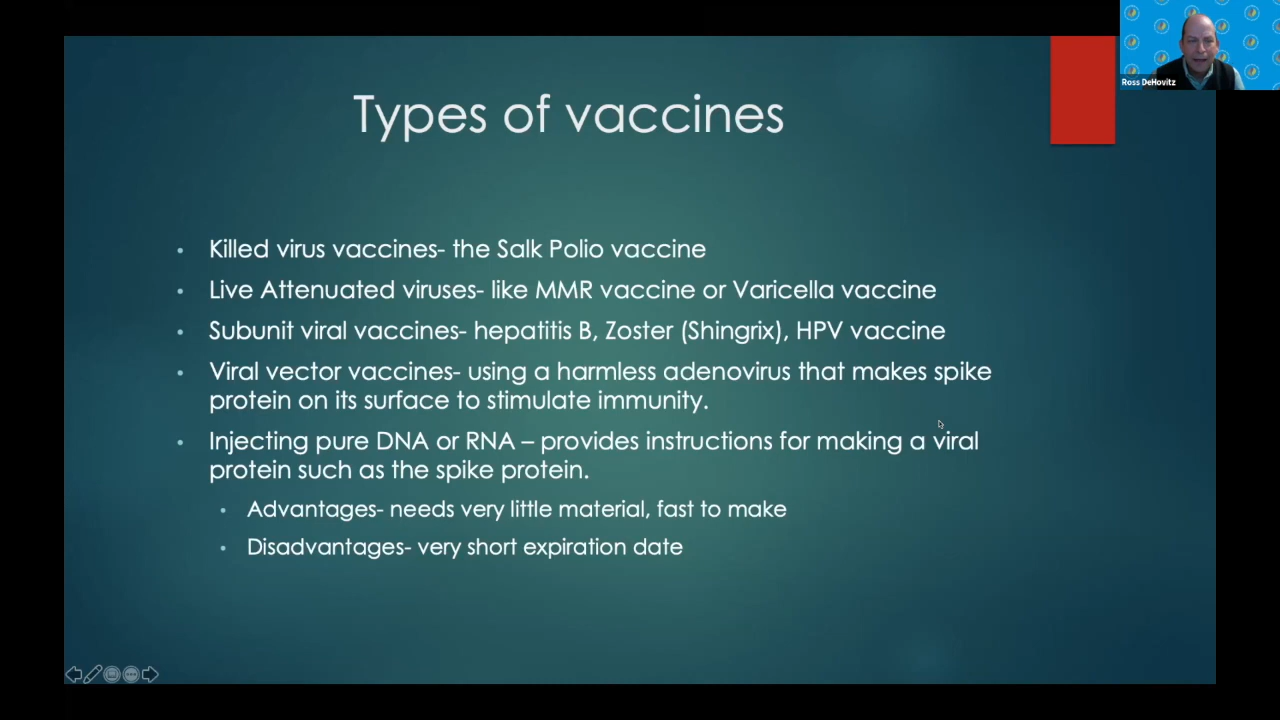 Ross DeHovitz
Types of vaccines
• Killed virus vaccines- the Salk Polio vaccine
• Live Attenuated viruses- like MMR vaccine or Varicella vaccine
• Subunit viral vaccines- hepatitis B, Zoster (Shingrix), HPV vaccine
• Viral vector vaccines- using a harmless adenovirus that makes spike
protein on its surface to stimulate immunity.
• Injecting pure DNA or RNA – provides instructions for making a viral
protein such as the spike protein.
• Advantages- needs very little material, fast to make
• Disadvantages- very short expiration date